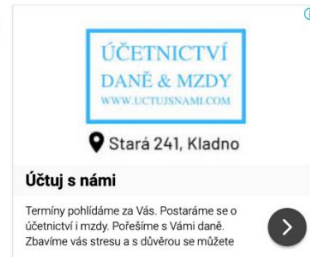 ÚČETNICTVÍ
DANĚ & MZDY
WWW.UCTUJSNAMI.COM
Stará 241, Kladno
Účtuj s námi
Termíny pohlídáme za Vás. Postaráme se o
účetnictví i mzdy. Pořešíme s Vámi daně.
Zbavíme vás stresu a s důvěrou se můžete